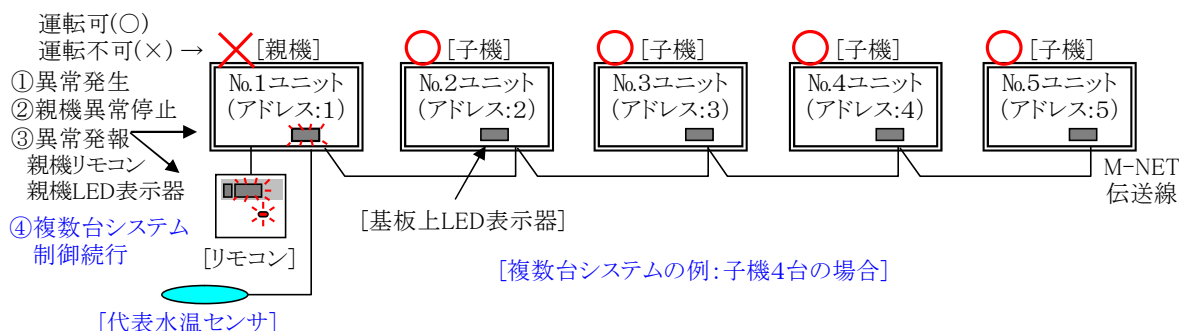 運転可(○)
運転不可(×) →
[親機]
[子機]
[子機]
[子機]
[子機]
①異常発生
②親機異常停止
③異常発報
親機リモコン
親機LED表示器
④複数台システム
制御続行
№1ユニット
(アドレス:1)
№2ユニット
(アドレス:2)
№3ユニット
(アドレス:3)
№4ユニット
(アドレス:4)
№5ユニット
(アドレス:5)
M-NET
伝送線
[基板上LED表示器]
[リモコン]
[複数台システムの例:子機4台の場合]
[代表水温センサ]